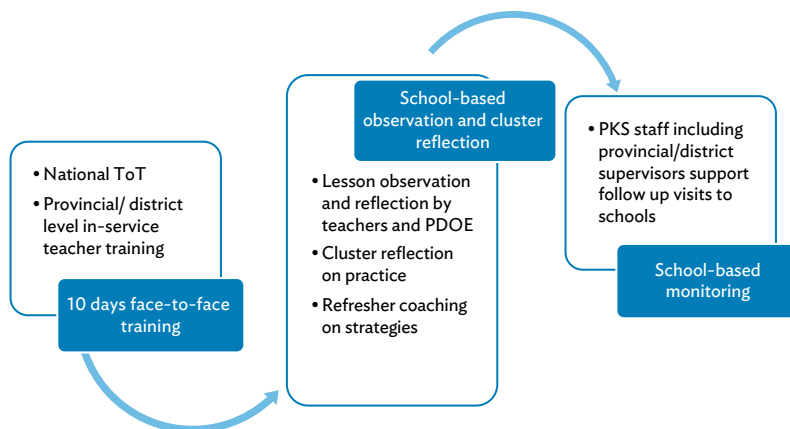 • National ToT
• Provincial/ district
level in-service
teacher training
10 days face-to-face
training
School-based
observation and cluster
reflection
• Lesson observation
and reflection by
teachers and PDOE
• Cluster reflection
on practice
• Refresher coaching
on strategies
• PKS staff including
provincial/district
supervisors support
follow up visits to
schools
School-based
monitoring